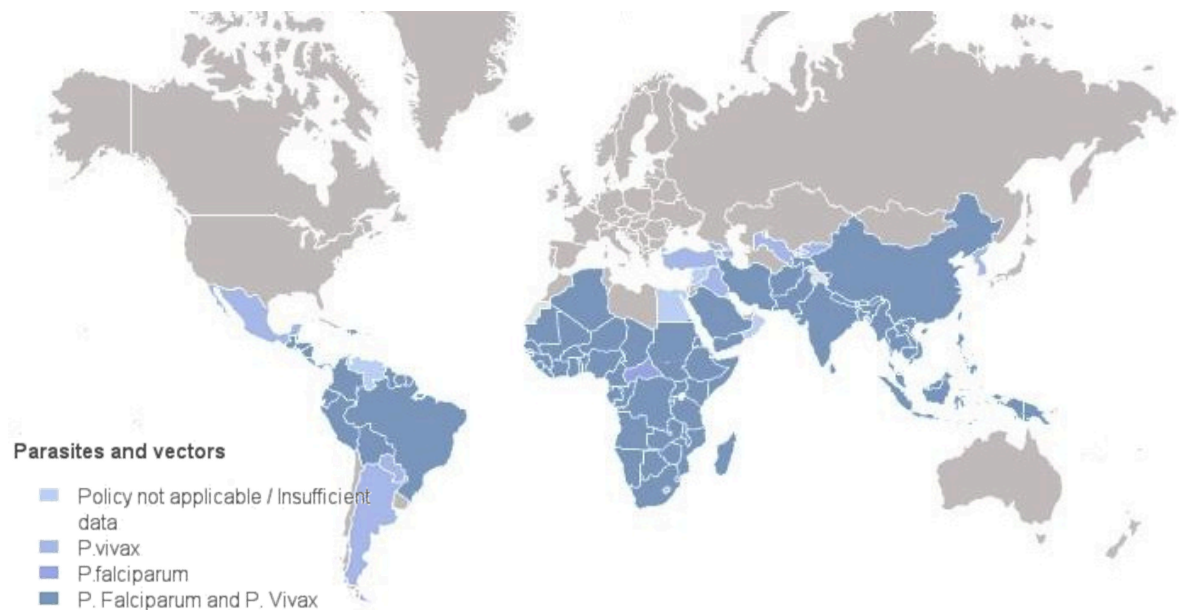 Parasites and vectors
Policy not applicable / Insufficient
data
P.vivax
P.falciparum
P. Falciparum and P. Vivax